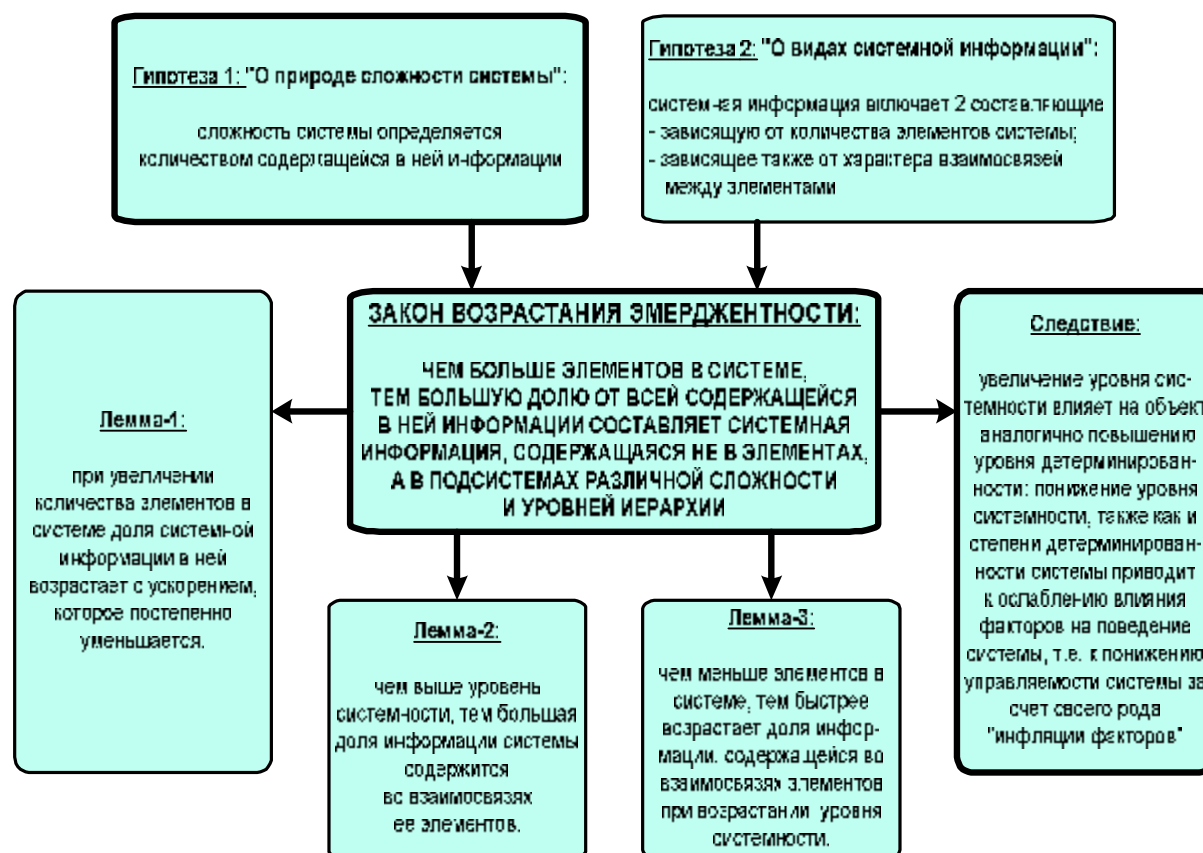 Гипотеза 1: "О природе сложности системы":
сложность системы определяется
количеством содержащейся в ней информации
Гипотеза 2: "О видах системной информации":
системная информация включает 2 составляющие
- зависящую от количества элементов системы;
- зависящее также от характера взаимосвязей
между элементами
ЗАКОН ВОЗРАСТАНИЯ ЭМЕРДЖЕНТНОСТИ:
ЧЕМ БОЛЬШЕ ЭЛЕМЕНТОВ В СИСТЕМЕ,
ТЕМ БОЛЬШУЮ ДОЛЮ ОТ ВСЕЙ СОДЕРЖАЩЕЙСЯ
В НЕЙ ИНФОРМАЦИИ СОСТАВЛЯЕТ СИСТЕМНАЯ
ИНФОРМАЦИЯ, СОДЕРЖАЩАЯСЯ НЕ В ЭЛЕМЕНТАХ,
А В ПОДСИСТЕМАХ РАЗЛИЧНОЙ СЛОЖНОСТИ
И УРОВНЕЙ ИЕРАРХИИ
Лемма-1:
при увеличении
количества элементов в
системе доля системной
информации в ней
возрастает с ускорением,
которое постепенно
уменьшается.
Лемма-2:
чем выше уровень
системности, тем большая
доля информации системы
содержится
во взаимосвязях
ее элементов.
Лемма-3:
чем меньше элементов в
системе, тем быстрее
возрастает доля инфор-
мации, содержащейся во
взаимосвязях элементов
при возрастании уровня
системности.
Следствие:
увеличение уровня сис-
темности влияет на объект
аналогично повышению
уровня детерминирован-
ности: понижение уровня
системности, также как и
степени детерминирован-
ности системы приводит
к ослаблению влияния
факторов на поведение
системы, т.е. к понижению
управляемости системы за
счет своего рода
"инфляции факторов"